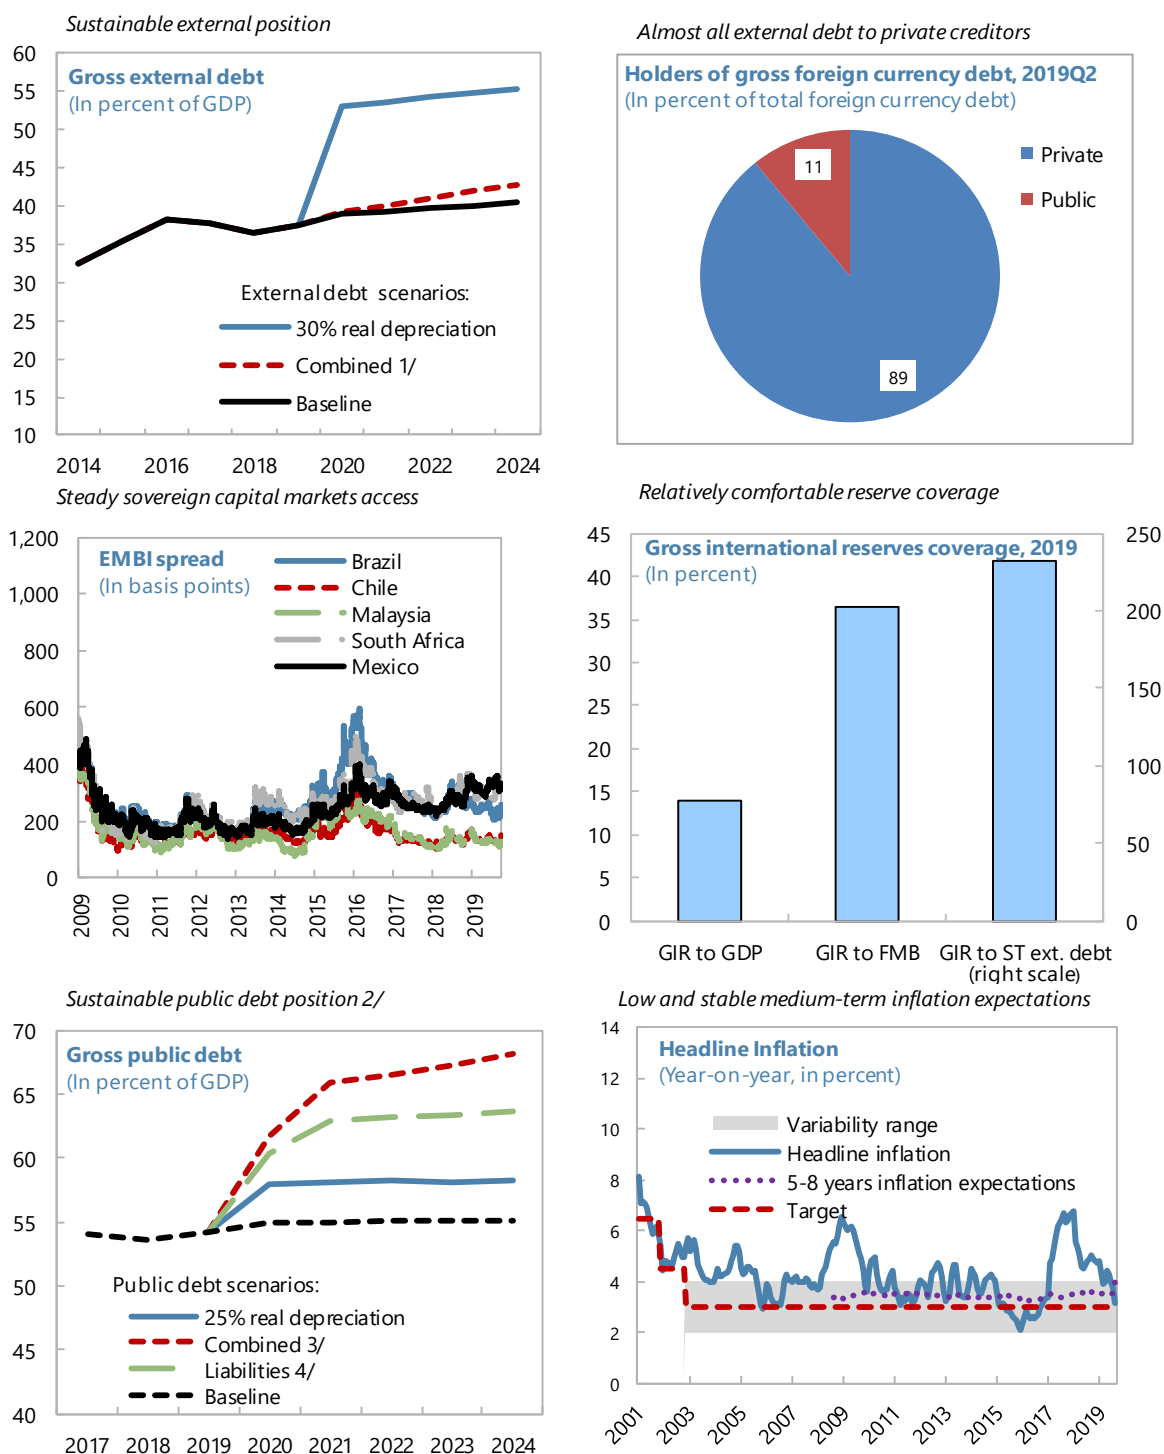 Sustainable external position
Gross external debt
(In percent of GDP)
60
55
50
45
40
35
30
25
20
15
10
External debt scenarios:
30% real depreciation
Combined 1/
Baseline
2014 2016 2018 2020 2022 2024
Almost all external debt to private creditors
Holders of gross foreign currency debt, 2019Q2
(In percent of total foreign currency debt)
11
89
Private
Public
Steady sovereign capital markets access
EMBI spread
(In basis points)
1,200
1,000
800
600
400
200
0
Brazil
Chile
Malaysia
South Africa
Mexico
2009 2010 2011 2012 2013 2014 2015 2016 2017 2018 2019
Relatively comfortable reserve coverage
Gross international reserves coverage, 2019
(In percent)
45
40
35
30
25
20
15
10
5
0
250
200
150
100
50
0
GIR to GDP GIR to FMB GIR to ST ext. debt
(right scale)
Sustainable public debt position 2/
Gross public debt
(In percent of GDP)
70
65
60
55
50
45
40
Public debt scenarios:
25% real depreciation
Combined 3/
Liabilities 4/
Baseline
2017 2018 2019 2020 2021 2022 2023 2024
Low and stable medium-term inflation expectations
Headline Inflation
(Year-on-year, in percent)
14
12
10
8
6
4
2
0
Variability range
Headline inflation
5-8 years inflation expectations
Target
2001 2003 2005 2007 2009 2011 2013 2015 2017 2019